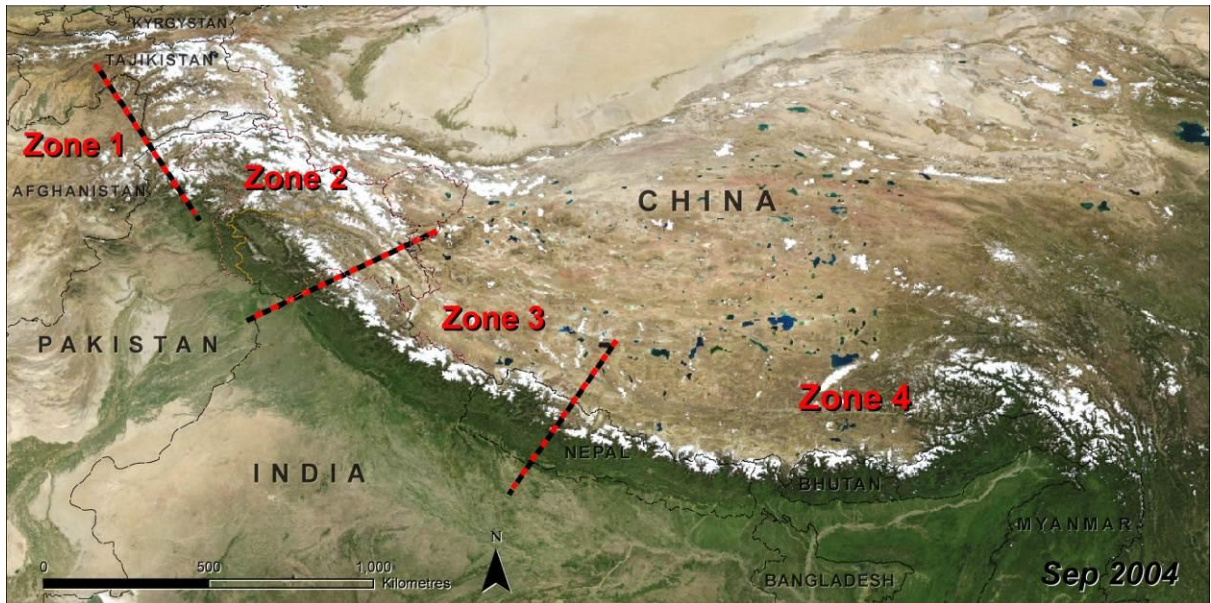 KYRGYSTAN
TAJIKISTAN
Zone 1
AFGHANISTAN
Zone 2
CHINA
Zone 3
PAKISTAN
Zone 4
INDIA
NEPAL
BHUTAN
MYANMAR
N
0 500 1,000
Kilometres
BANGLADESH
Sep 2004